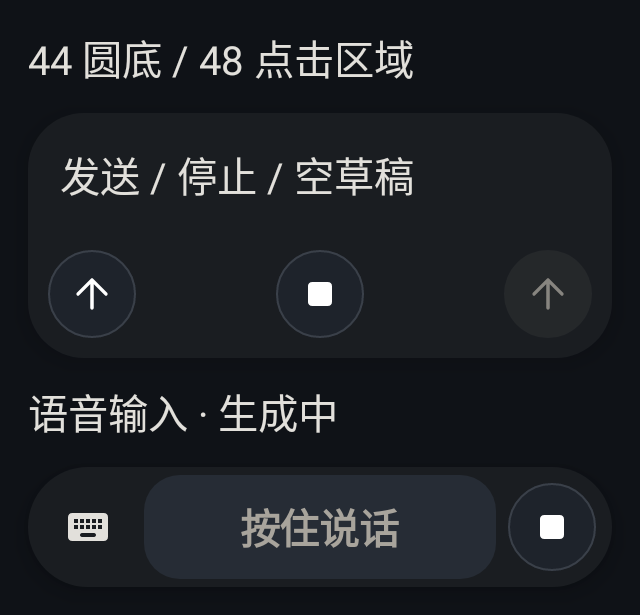 44 圆底 / 48 点击区域
发送 / 停止 / 空草稿
语音输入 · 生成中
按住说话